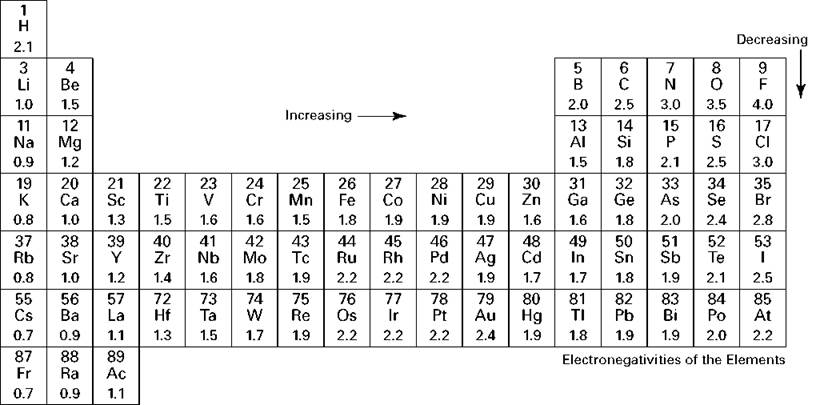 1
H
2.1
Decreasing
3 4 5 6 7 8 9
Li Be B C N O F
1.0 1.5 2.0 2.5 3.0 3.5 4.0
Increasing
11 12 13 14 15 16 17
Na Mg Al Si P S Cl
0.9 1.2 1.5 1.8 2.1 2.5 3.0
19 20 21 22 23 24 25 26 27 28 29 30 31 32 33 34 35
K Ca Sc Ti V Cr Mn Fe Co Ni Cu Zn Ga Ge As Se Br
0.8 1.0 1.3 1.5 1.6 1.6 1.5 1.8 1.9 1.9 1.9 1.6 1.6 1.8 2.0 2.4 2.8
37 38 39 40 41 42 43 44 45 46 47 48 49 50 51 52 53
Rb Sr Y Zr Nb Mo Tc Ru Rh Pd Ag Cd In Sn Sb Te I
0.8 1.0 1.2 1.4 1.6 1.8 1.9 2.2 2.2 2.2 1.9 1.7 1.7 1.8 1.9 2.1 2.5
55 56 57 72 73 74 75 76 77 78 79 80 81 82 83 84 85
Cs Ba La Hf Ta W Re Os Ir Pt Au Hg Tl Pb Bi Po At
0.7 0.9 1.1 1.3 1.5 1.7 1.9 2.2 2.2 2.2 2.4 1.9 1.8 1.9 1.9 2.0 2.2
87 88 89
Fr Ra Ac
0.7 0.9 1.1
Electronegativities of the Elements